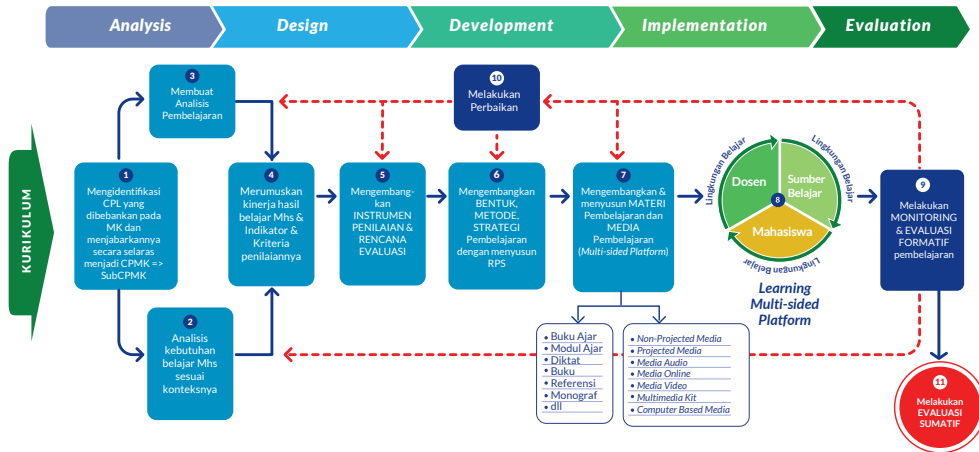 Analysis
Design
Development
Implementation
Evaluation
KURIKULUM
1
Mengidentifikasi
CPL yang
dibebankan pada
MK dan
menjabarkannya
secara selaras
menjadi CPMK =>
SubCPMK
2
Analisis
kebutuhan
belajar Mhs
sesuai
konteksnya
3
Membuat
Analisis
Pembelajaran
4
Merumuskan
kinerja hasil
belajar Mhs &
Indikator &
Kriteria
penilaiannya
5
Mengembang-
kan
INSTRUMEN
PENILAIAN &
RENCANA
EVALUASI
6
Mengembangkan
BENTUK,
METODE,
STRATEGI
Pembelajaran
dengan menyusun
RPS
7
Mengembangkan &
menyusun MATERI
Pembelajaran dan
MEDIA
Pembelajaran
(Multi-sided Platform)
• Buku Ajar
• Modul Ajar
• Diktat
• Buku
• Referensi
• Monograf
• dll
• Non-Projected Media
• Projected Media
• Media Audio
• Media Online
• Media Video
• Multimedia Kit
• Computer Based Media
Lingkungan Belajar
Lingkungan Belajar
Lingkungan Belajar
Dosen
Sumber
Belajar
8
Mahasiswa
Learning
Multi-sided
Platform
9
Melakukan
MONITORING
& EVALUASI
FORMATIF
pembelajaran
10
Melakukan
Perbaikan
11
Melakukan
EVALUASI
SUMATIF